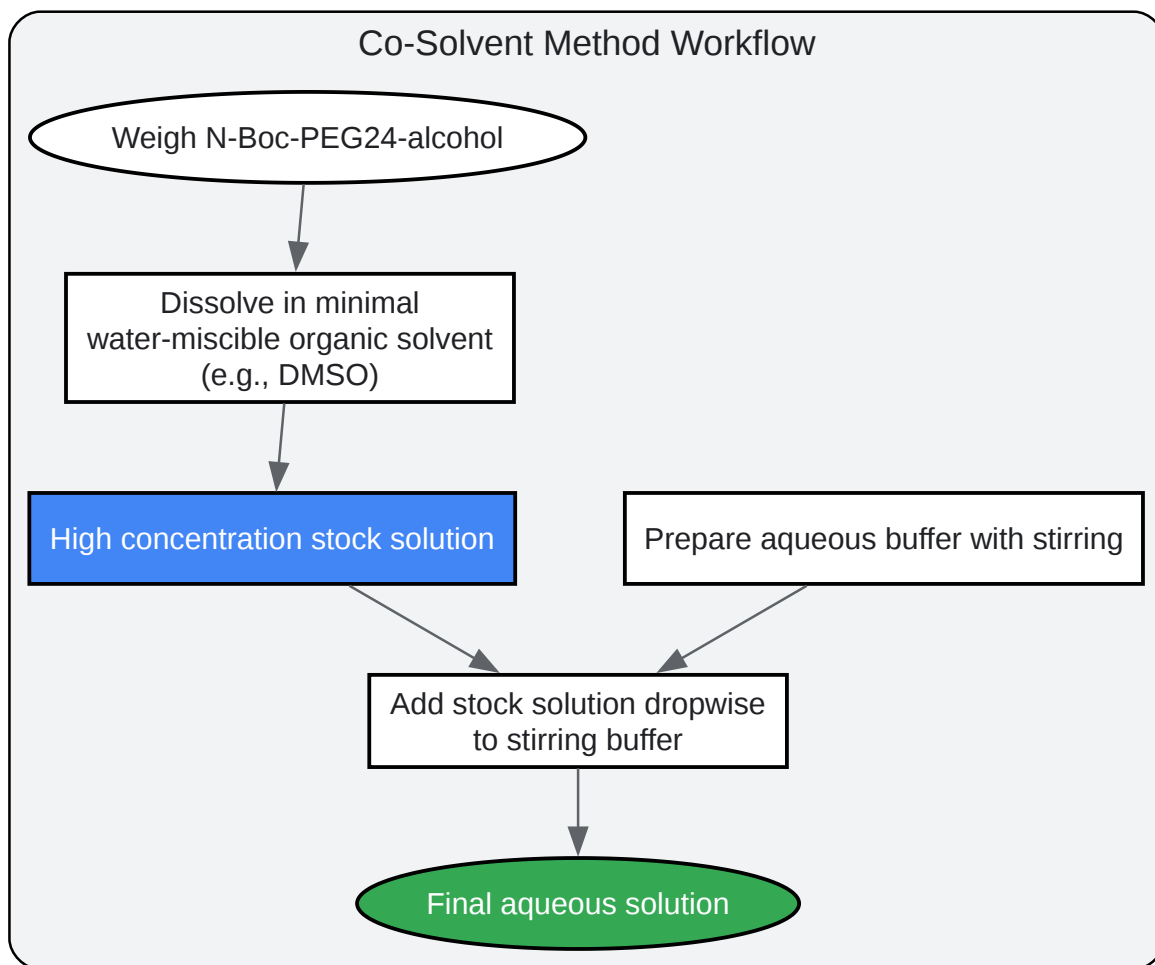 Co-Solvent Method Workflow
Weigh N-Boc-PEG24-alcohol
Dissolve in minimal
water-miscible organic solvent
(e.g., DMSO)
High concentration stock solution
Prepare aqueous buffer with stirring
Add stock solution dropwise
to stirring buffer
Final aqueous solution